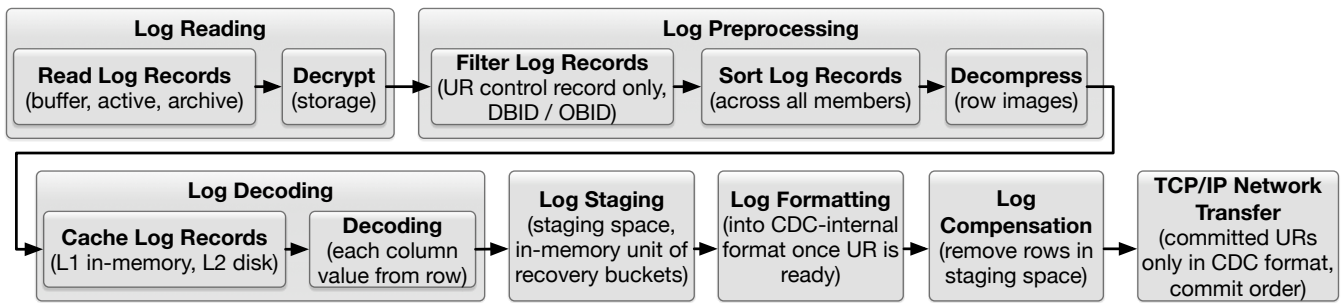 Log Reading
Read Log Records
(buffer, active, archive)
Decrypt
(storage)
Log Preprocessing
Filter Log Records
(UR control record only,
DBID / OBID)
Sort Log Records
(across all members)
Decompress
(row images)
Log Decoding
Cache Log Records
(L1 in-memory, L2 disk)
Decoding
(each column
value from row)
Log Staging
(staging space,
in-memory unit of
recovery buckets)
Log Formatting
(into CDC-internal
format once UR is
ready)
Log
Compensation
(remove rows in
staging space)
TCP/IP Network
Transfer
(committed URs
only in CDC format,
commit order)